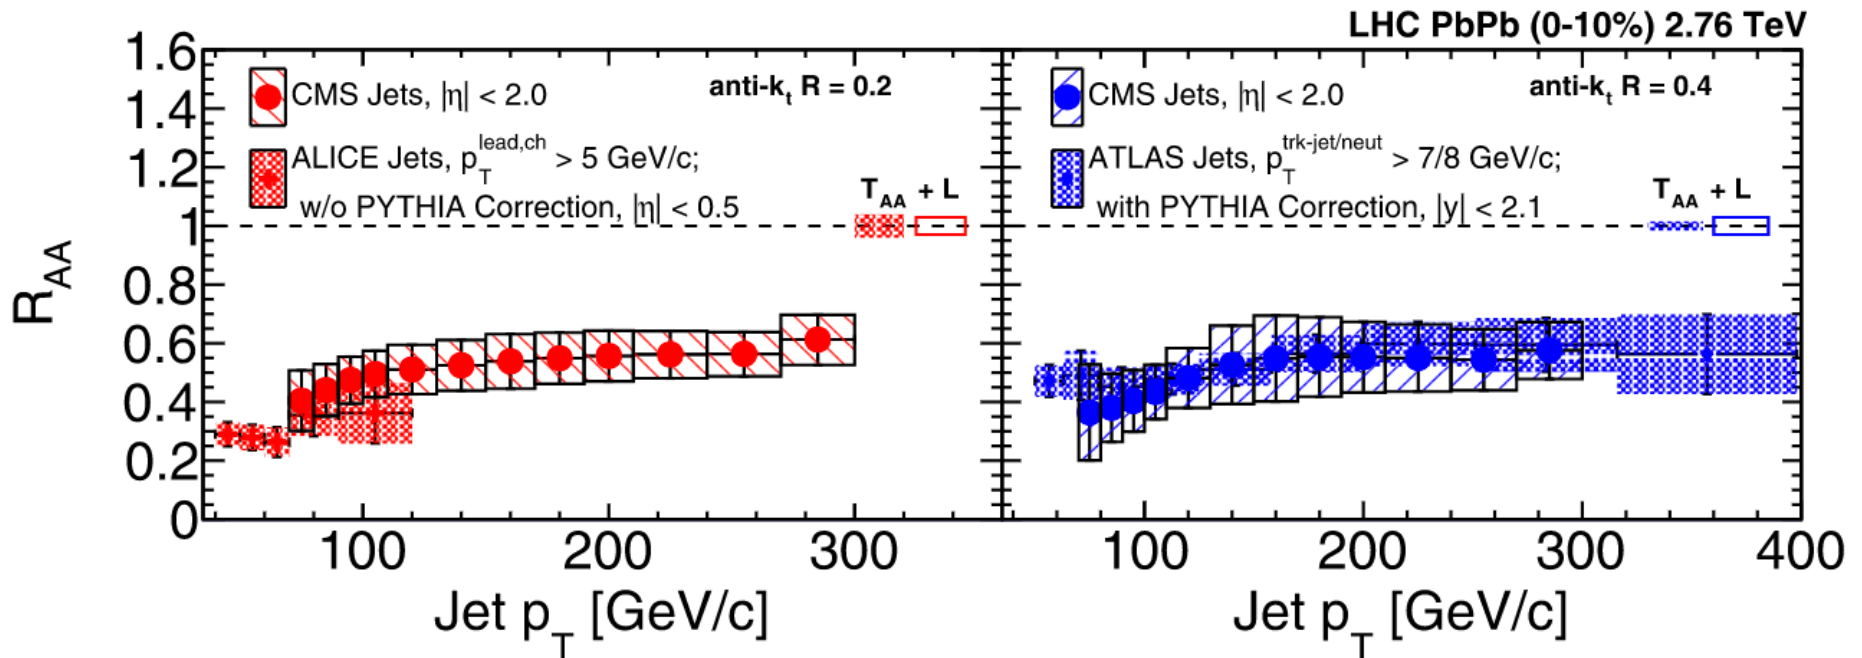 LHC PbPb (0-10%) 2.76 TeV
CMS Jets, |η| < 2.0
anti-k_t R = 0.2
ALICE Jets, p_T^lead,ch > 5 GeV/c;
w/o PYTHIA Correction, |η| < 0.5
T_AA + L
CMS Jets, |η| < 2.0
anti-k_t R = 0.4
ATLAS Jets, p_T^trk-jet/neut > 7/8 GeV/c;
with PYTHIA Correction, |y| < 2.1
T_AA + L
R_AA
1.6
1.4
1.2
1
0.8
0.6
0.4
0.2
0
100 200 300
100 200 300 400
Jet p_T [GeV/c]
Jet p_T [GeV/c]